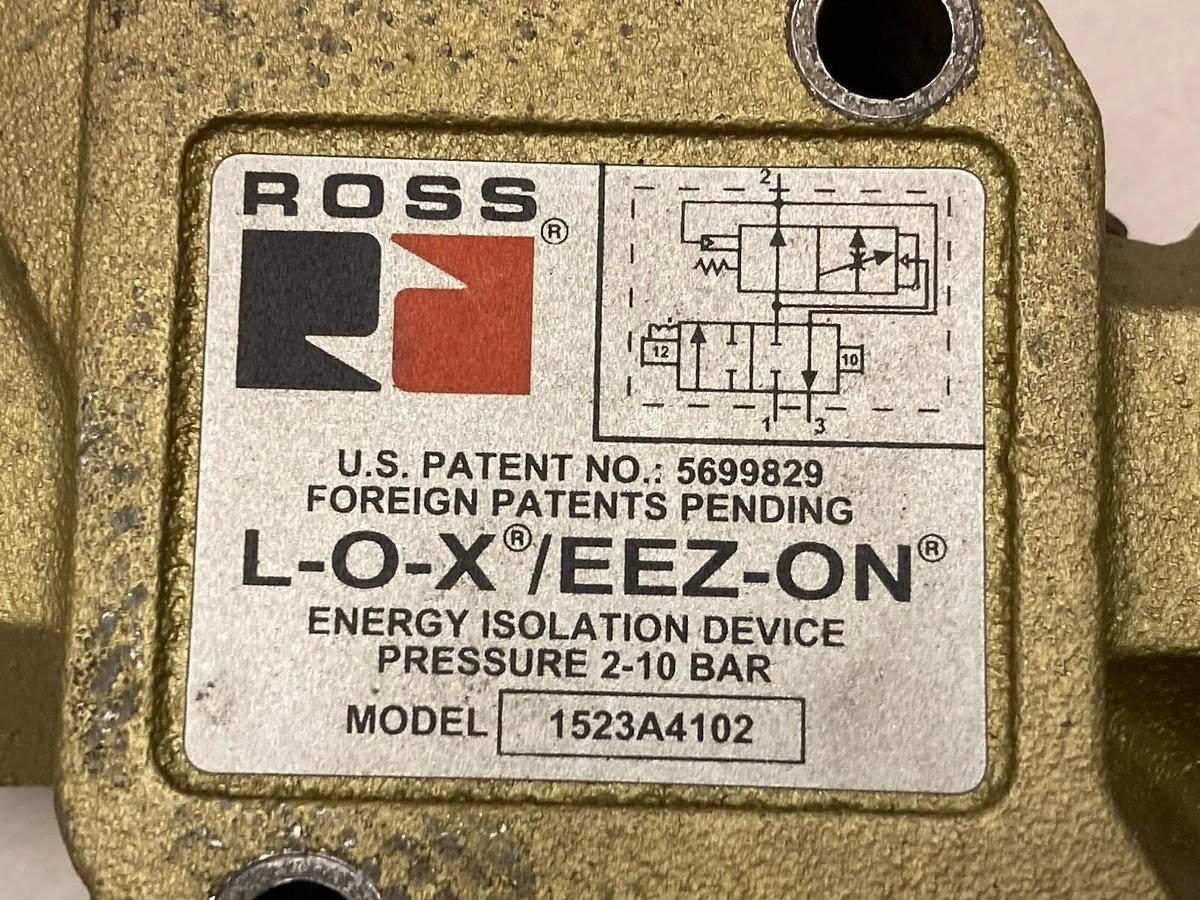 ROSS®
2
12
10
1 3
U.S. PATENT NO.: 5699829
FOREIGN PATENTS PENDING
L-O-X®/EEZ-ON®
ENERGY ISOLATION DEVICE
PRESSURE 2-10 BAR
MODEL 1523A4102